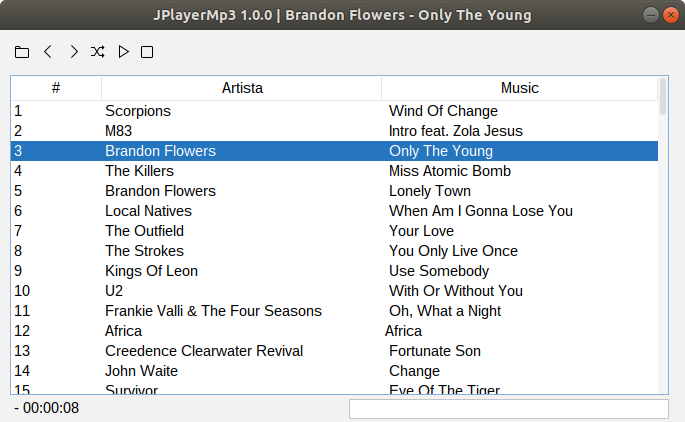 JPlayerMp3 1.0.0 | Brandon Flowers - Only The Young
# Artista Music
1 Scorpions Wind Of Change
2 M83 Intro feat. Zola Jesus
3 Brandon Flowers Only The Young
4 The Killers Miss Atomic Bomb
5 Brandon Flowers Lonely Town
6 Local Natives When Am I Gonna Lose You
7 The Outfield Your Love
8 The Strokes You Only Live Once
9 Kings Of Leon Use Somebody
10 U2 With Or Without You
11 Frankie Valli & The Four Seasons Oh, What a Night
12 Africa Africa
13 Creedence Clearwater Revival Fortunate Son
14 John Waite Change
15 Survivor Eye Of The Tiger
- 00:00:08